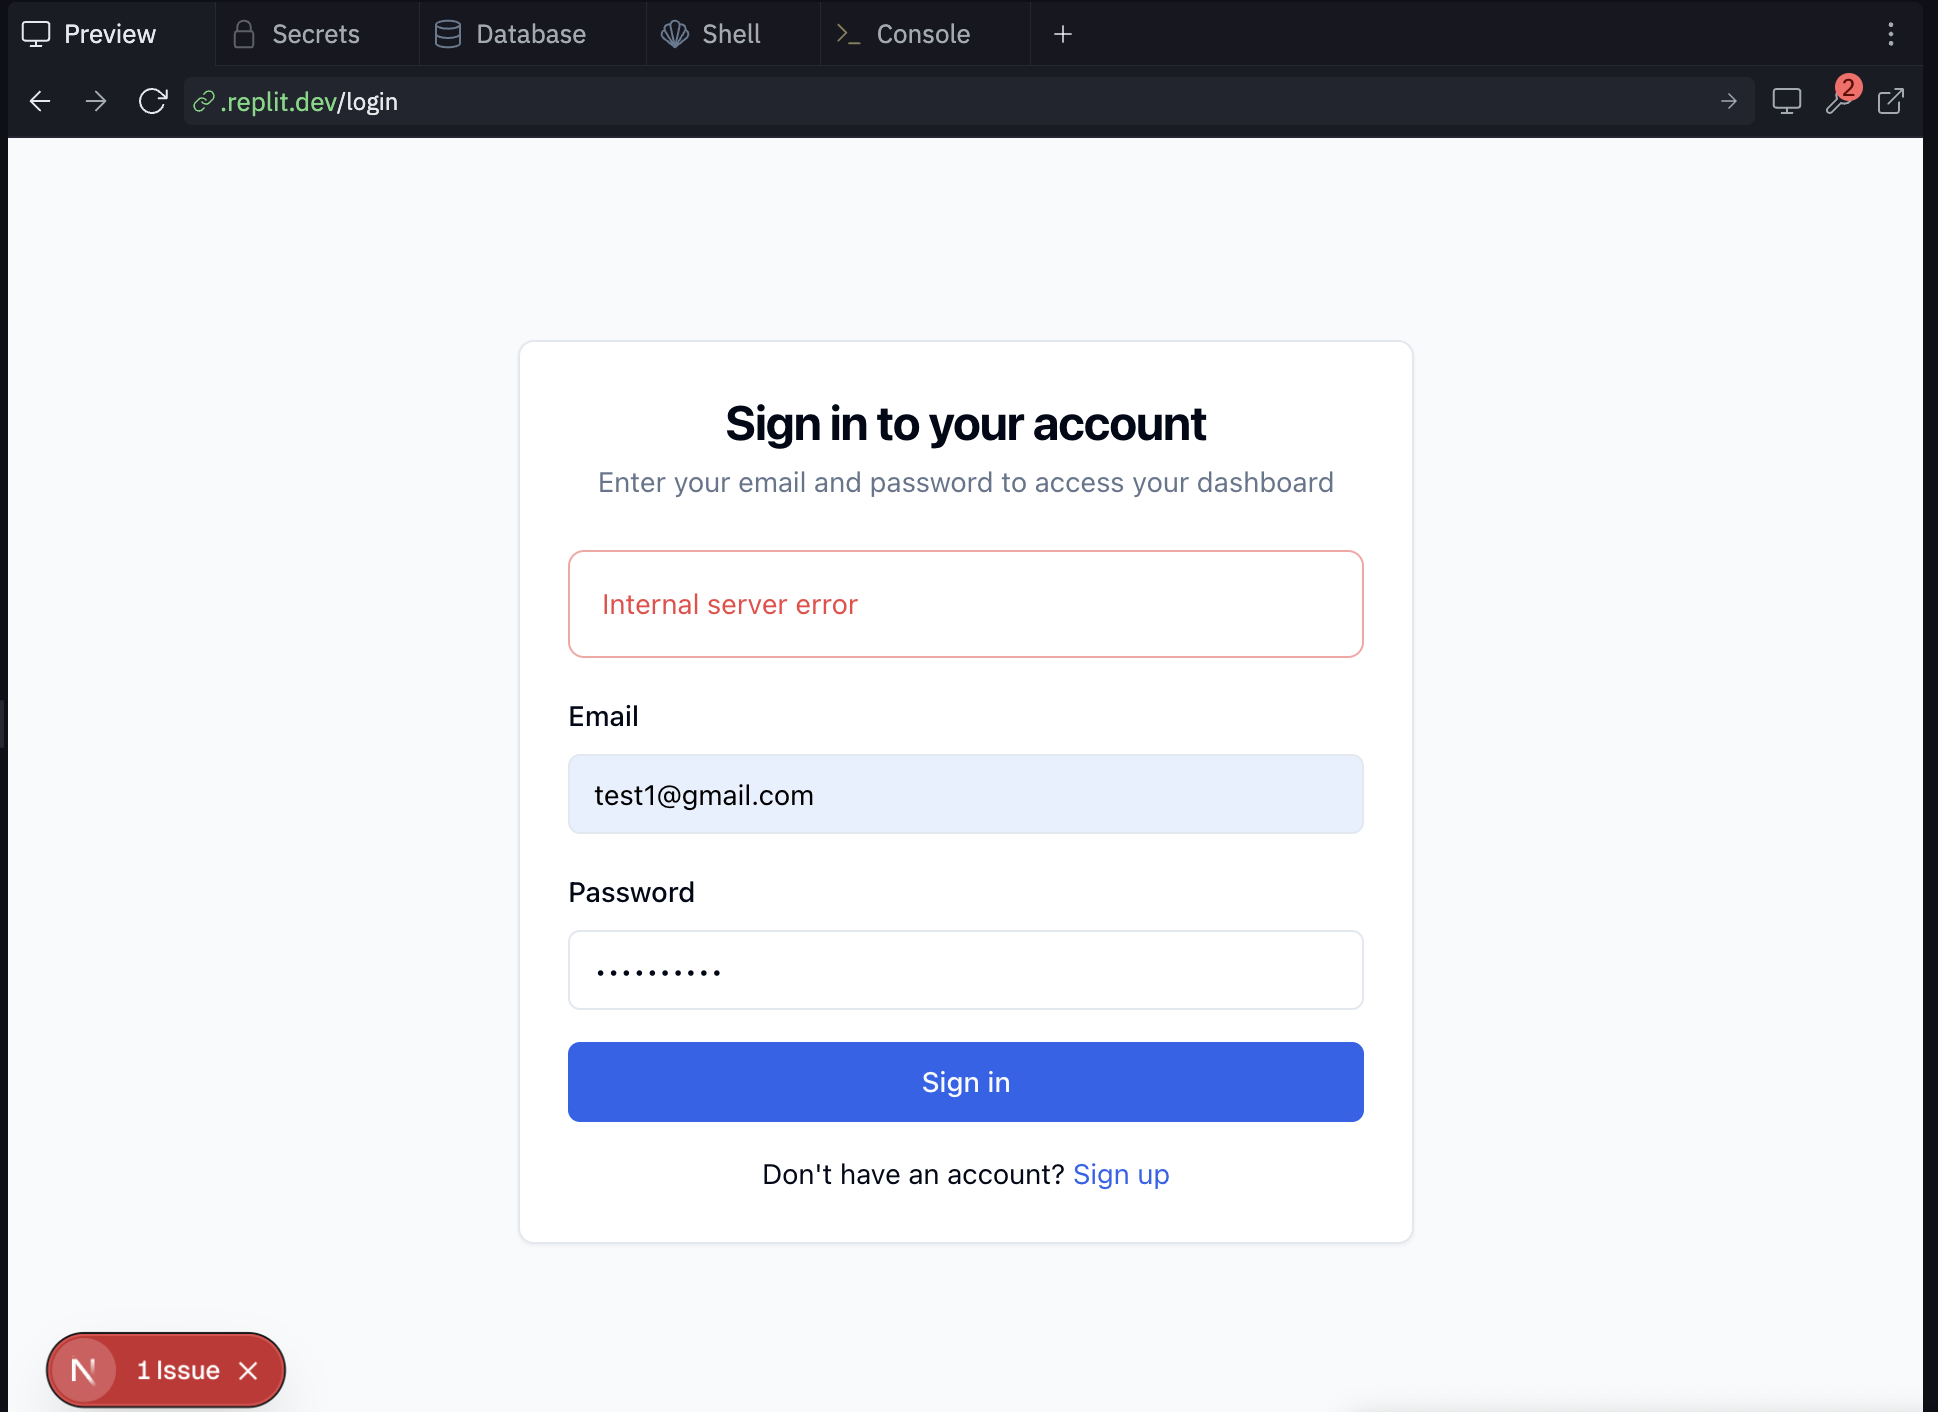 Preview
Secrets
Database
Shell
Console
.replit.dev/login
2
Sign in to your account
Enter your email and password to access your dashboard
Internal server error
Email
test1@gmail.com
Password
Sign in
Don't have an account? Sign up
N
1 Issue